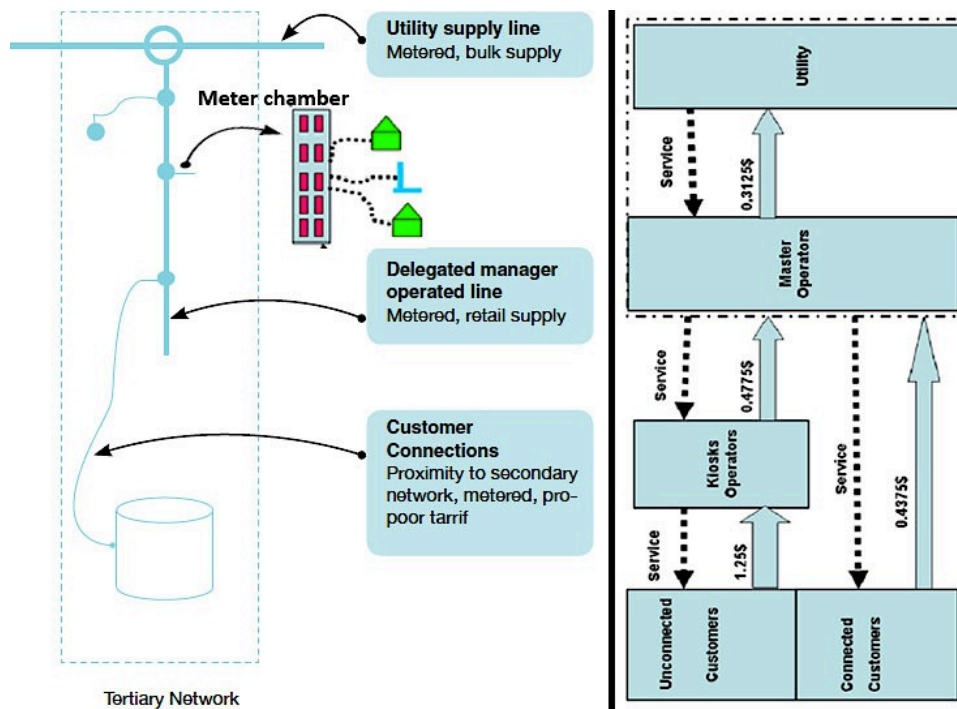 Utility supply line
Metered, bulk supply
Meter chamber
Delegated manager
operated line
Metered, retail supply
Customer
Connections
Proximity to secondary
network, metered, pro-
poor tarrif
Tertiary Network
Utility
Service
0.3125$
Master
Operators
Service
0.4775$
Service
0.4375$
Kiosks
Operators
Service
1.25$
Unconnected
Customers
Connected
Customers